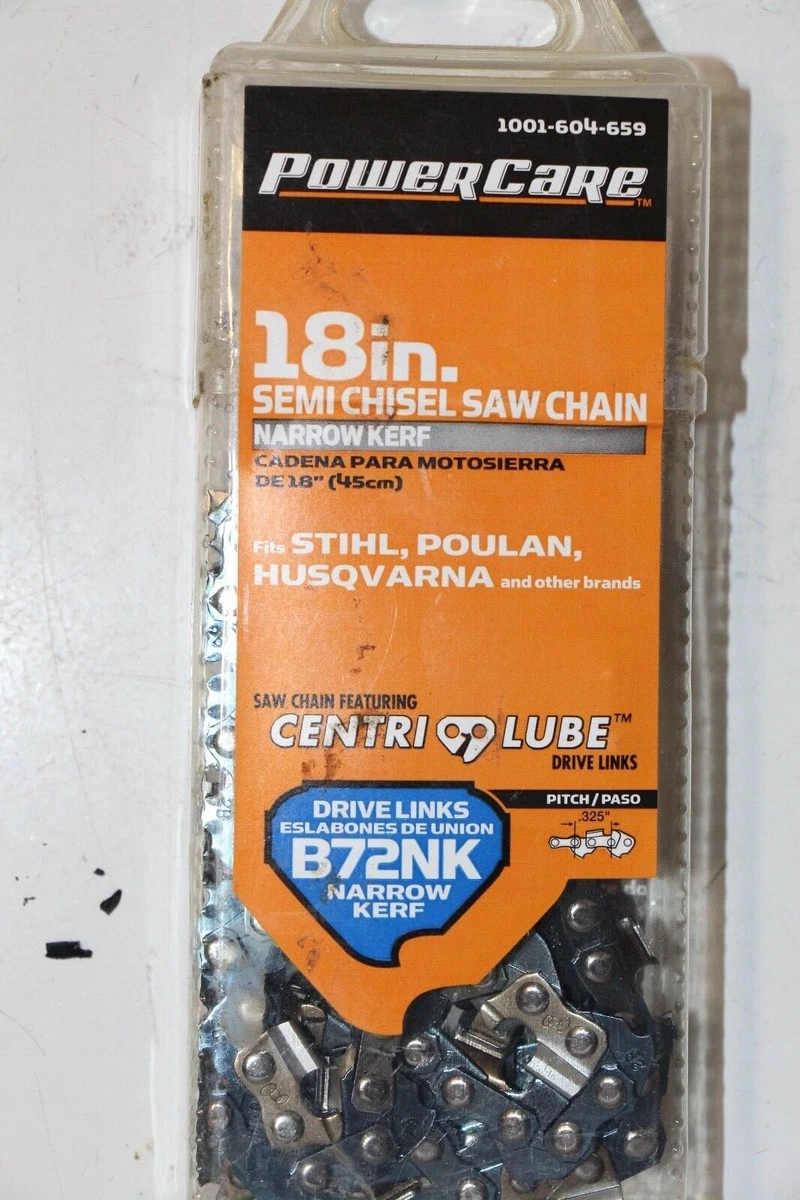 1001-604-659
PowerCare™
18in.
SEMI CHISEL SAW CHAIN
NARROW KERF
CADENA PARA MOTOSIERRA
DE 18" (45cm)
Fits STIHL, POULAN,
HUSQVARNA and other brands
SAW CHAIN FEATURING
CENTRI LUBE™
DRIVE LINKS
DRIVE LINKS
ESLABONES DE UNION
B72NK
NARROW
KERF
PITCH / PASO
.325"